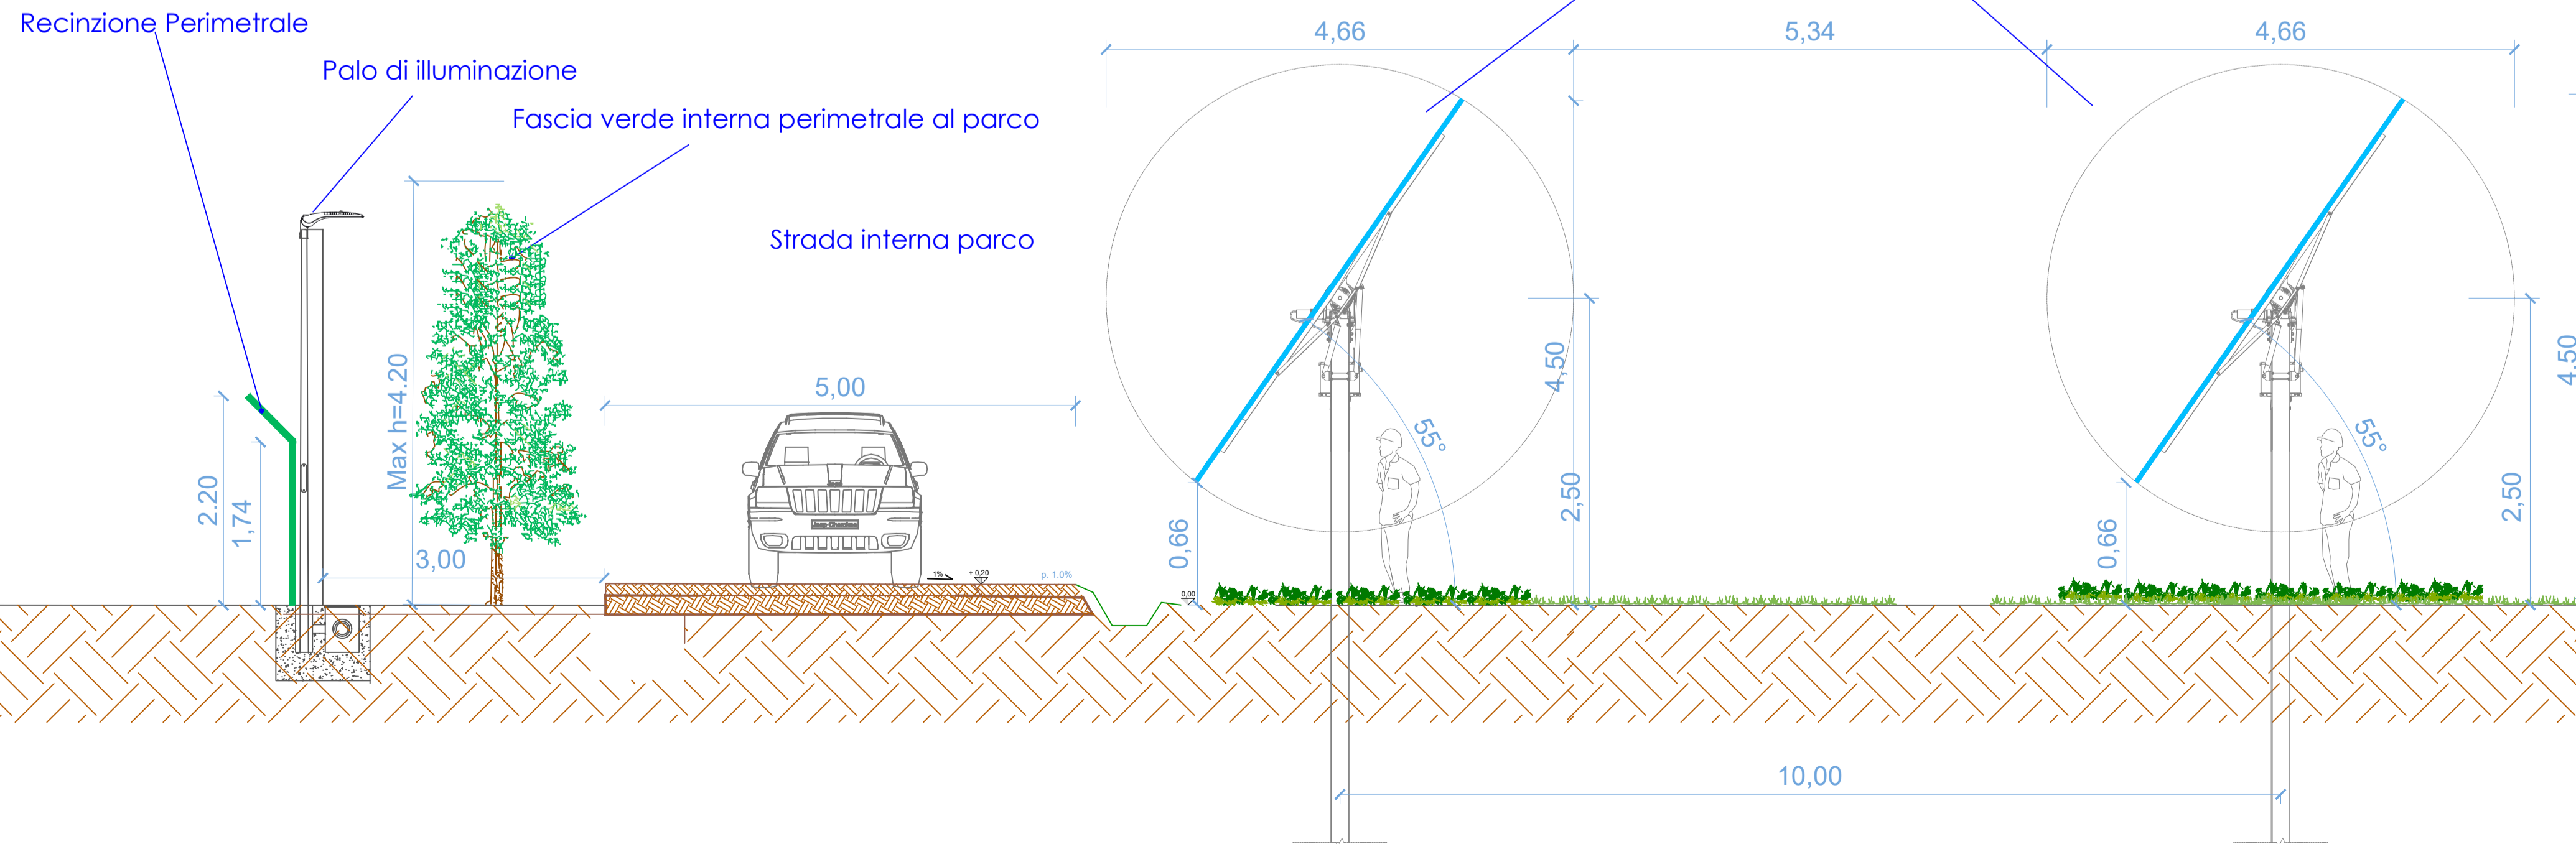 Recinzione Perimetrale
4,66
5,34
4,66
Palo di illuminazione
Fascia verde interna perimetrale al parco
Strada interna parco
Max h=4.20
5,00
4,50
4,50
55°
55°
2.20
1,74
2,50
2,50
0,66
0,66
3,00
Jeep Cherokee
1%
+ 0,20
p. 1.0%
0,00
10,00